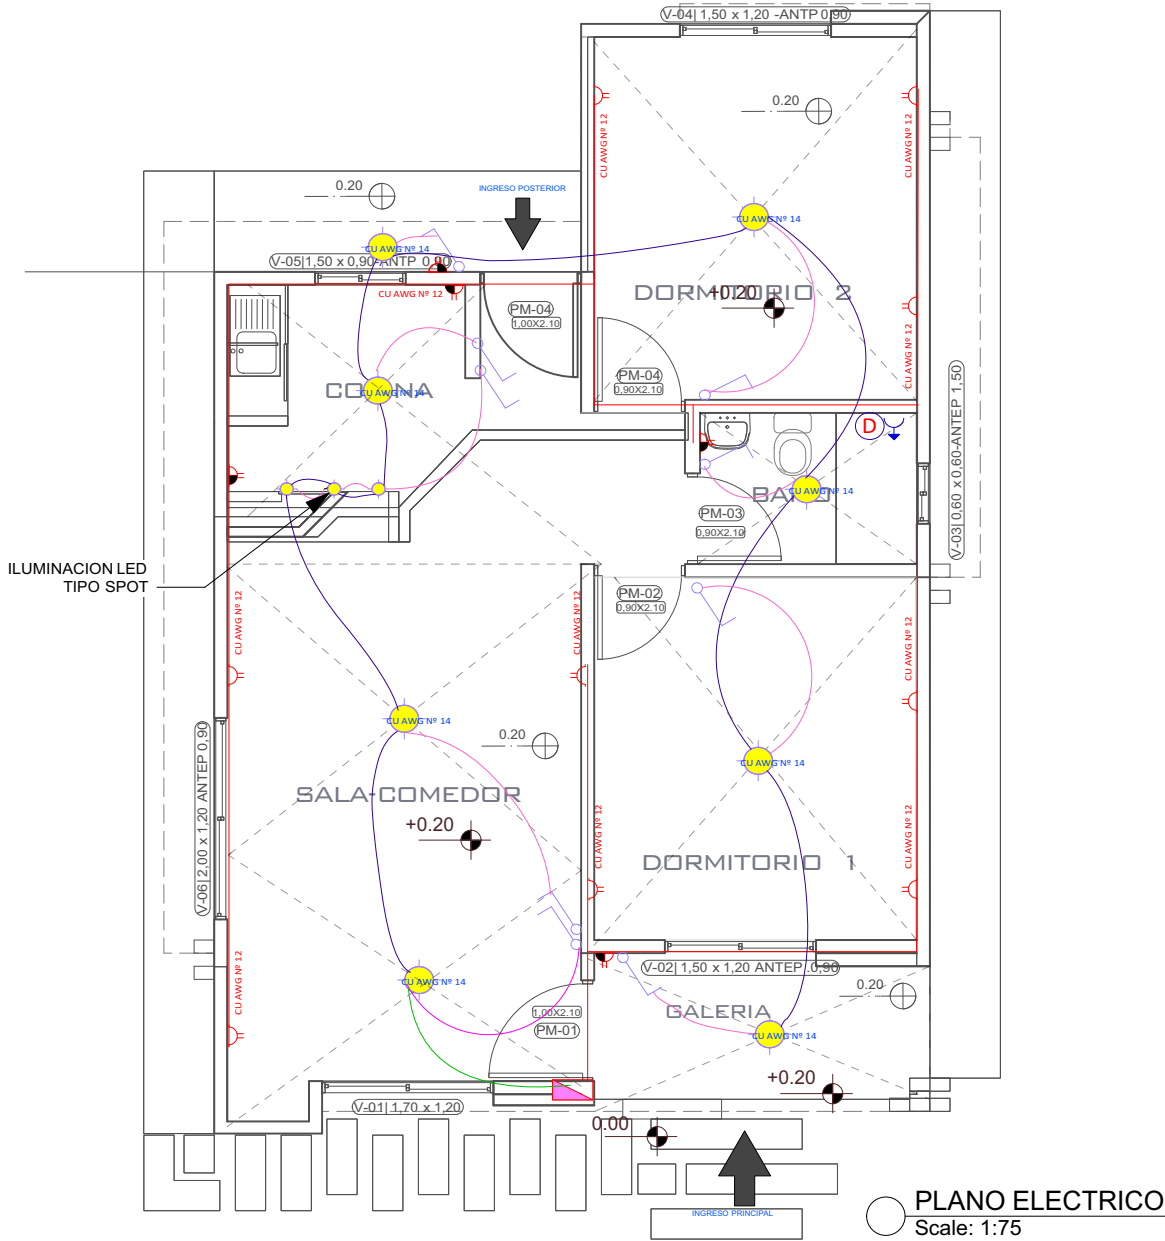 V-04| 1,50 x 1,20 -ANTP 0,90
0.20
CU AWG Nº 12
CU AWG Nº 12
0.20
INGRESO POSTERIOR
CU AWG Nº 14
CU AWG Nº 14
V-05|1,50 x 0,90-ANTP 0,90
CU AWG Nº 12
DORMITORIO 2
+0.20
PM-04
1,00X2.10
CU AWG Nº 12
PM-04
0,90X2.10
COCINA
CU AWG Nº 14
V-03| 0,60 x 0,60-ANTEP 1,50
D
BAÑO
CU AWG Nº 14
PM-03
0,90X2.10
ILUMINACION LED
TIPO SPOT
PM-02
0,90X2.10
CU AWG Nº 12
CU AWG Nº 12
CU AWG Nº 12
CU AWG Nº 14
0.20
CU AWG Nº 14
V-06| 2,00 x 1,20 ANTEP 0,90
SALA-COMEDOR
+0.20
CU AWG Nº 12
CU AWG Nº 12
DORMITORIO 1
CU AWG Nº 12
CU AWG Nº 14
V-02| 1,50 x 1,20 ANTEP .0,90
0.20
1,00X2.10
PM-01
GALERIA
CU AWG Nº 14
+0.20
V-01| 1,70 x 1,20
0.00
INGRESO PRINCIPAL
PLANO ELECTRICO
Scale: 1:75